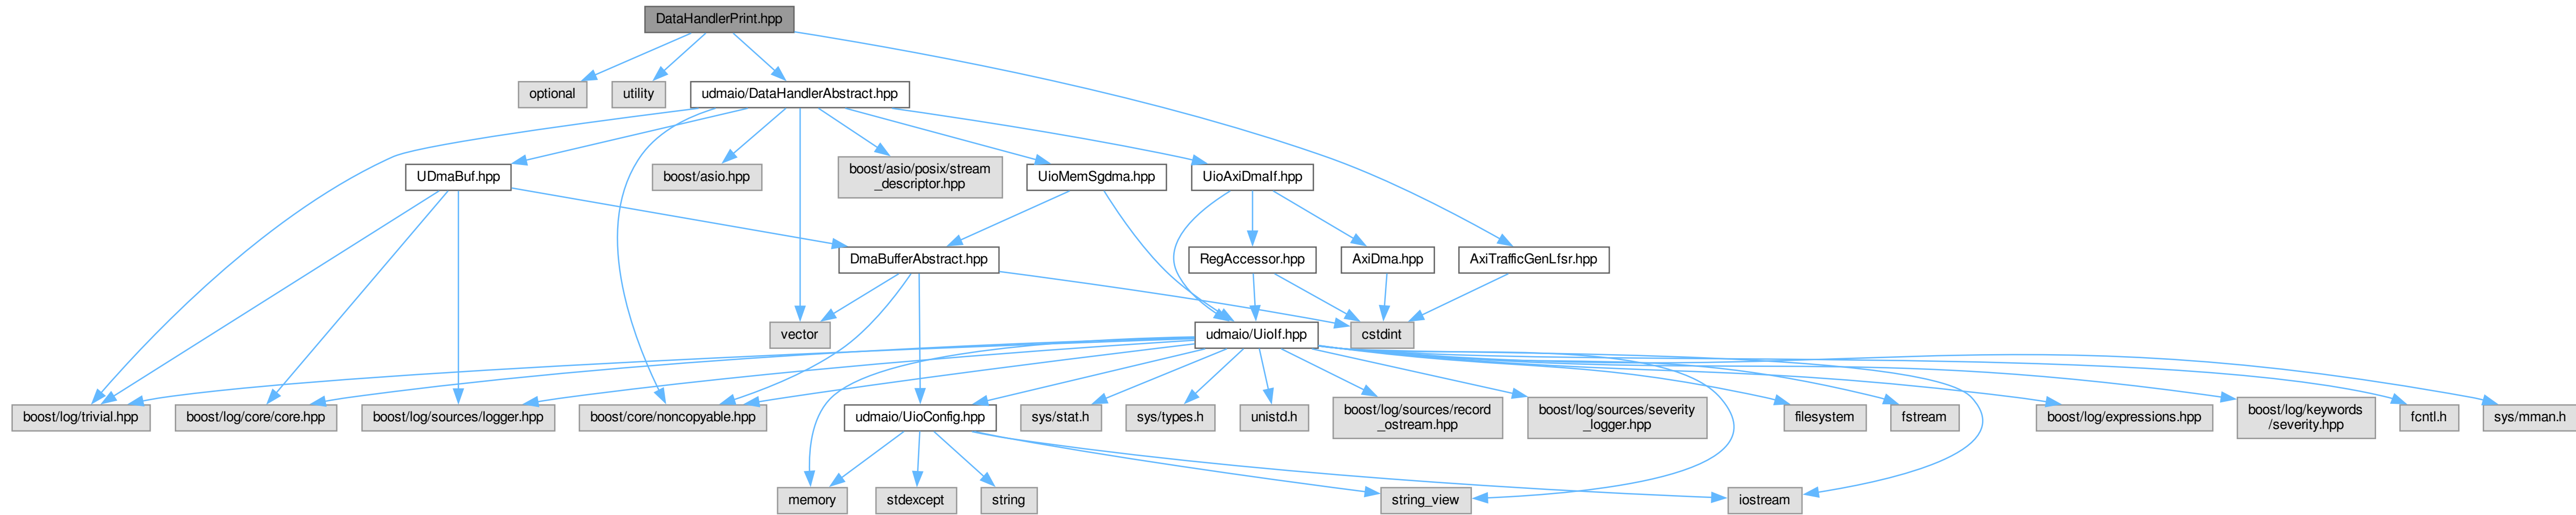 DataHandlerPrint.hpp
optional
utility
udmaio/DataHandlerAbstract.hpp
UDmaBuf.hpp
boost/asio.hpp
boost/asio/posix/stream
_descriptor.hpp
UioMemSgdma.hpp
UioAxiDmaIf.hpp
DmaBufferAbstract.hpp
RegAccessor.hpp
AxiDma.hpp
AxiTrafficGenLfsr.hpp
vector
udmaio/UioIf.hpp
cstdint
boost/log/trivial.hpp
boost/log/core/core.hpp
boost/log/sources/logger.hpp
boost/core/noncopyable.hpp
udmaio/UioConfig.hpp
sys/stat.h
sys/types.h
unistd.h
boost/log/sources/record
_ostream.hpp
boost/log/sources/severity
_logger.hpp
filesystem
fstream
boost/log/expressions.hpp
boost/log/keywords
/severity.hpp
fcntl.h
sys/mman.h
memory
stdexcept
string
string_view
iostream